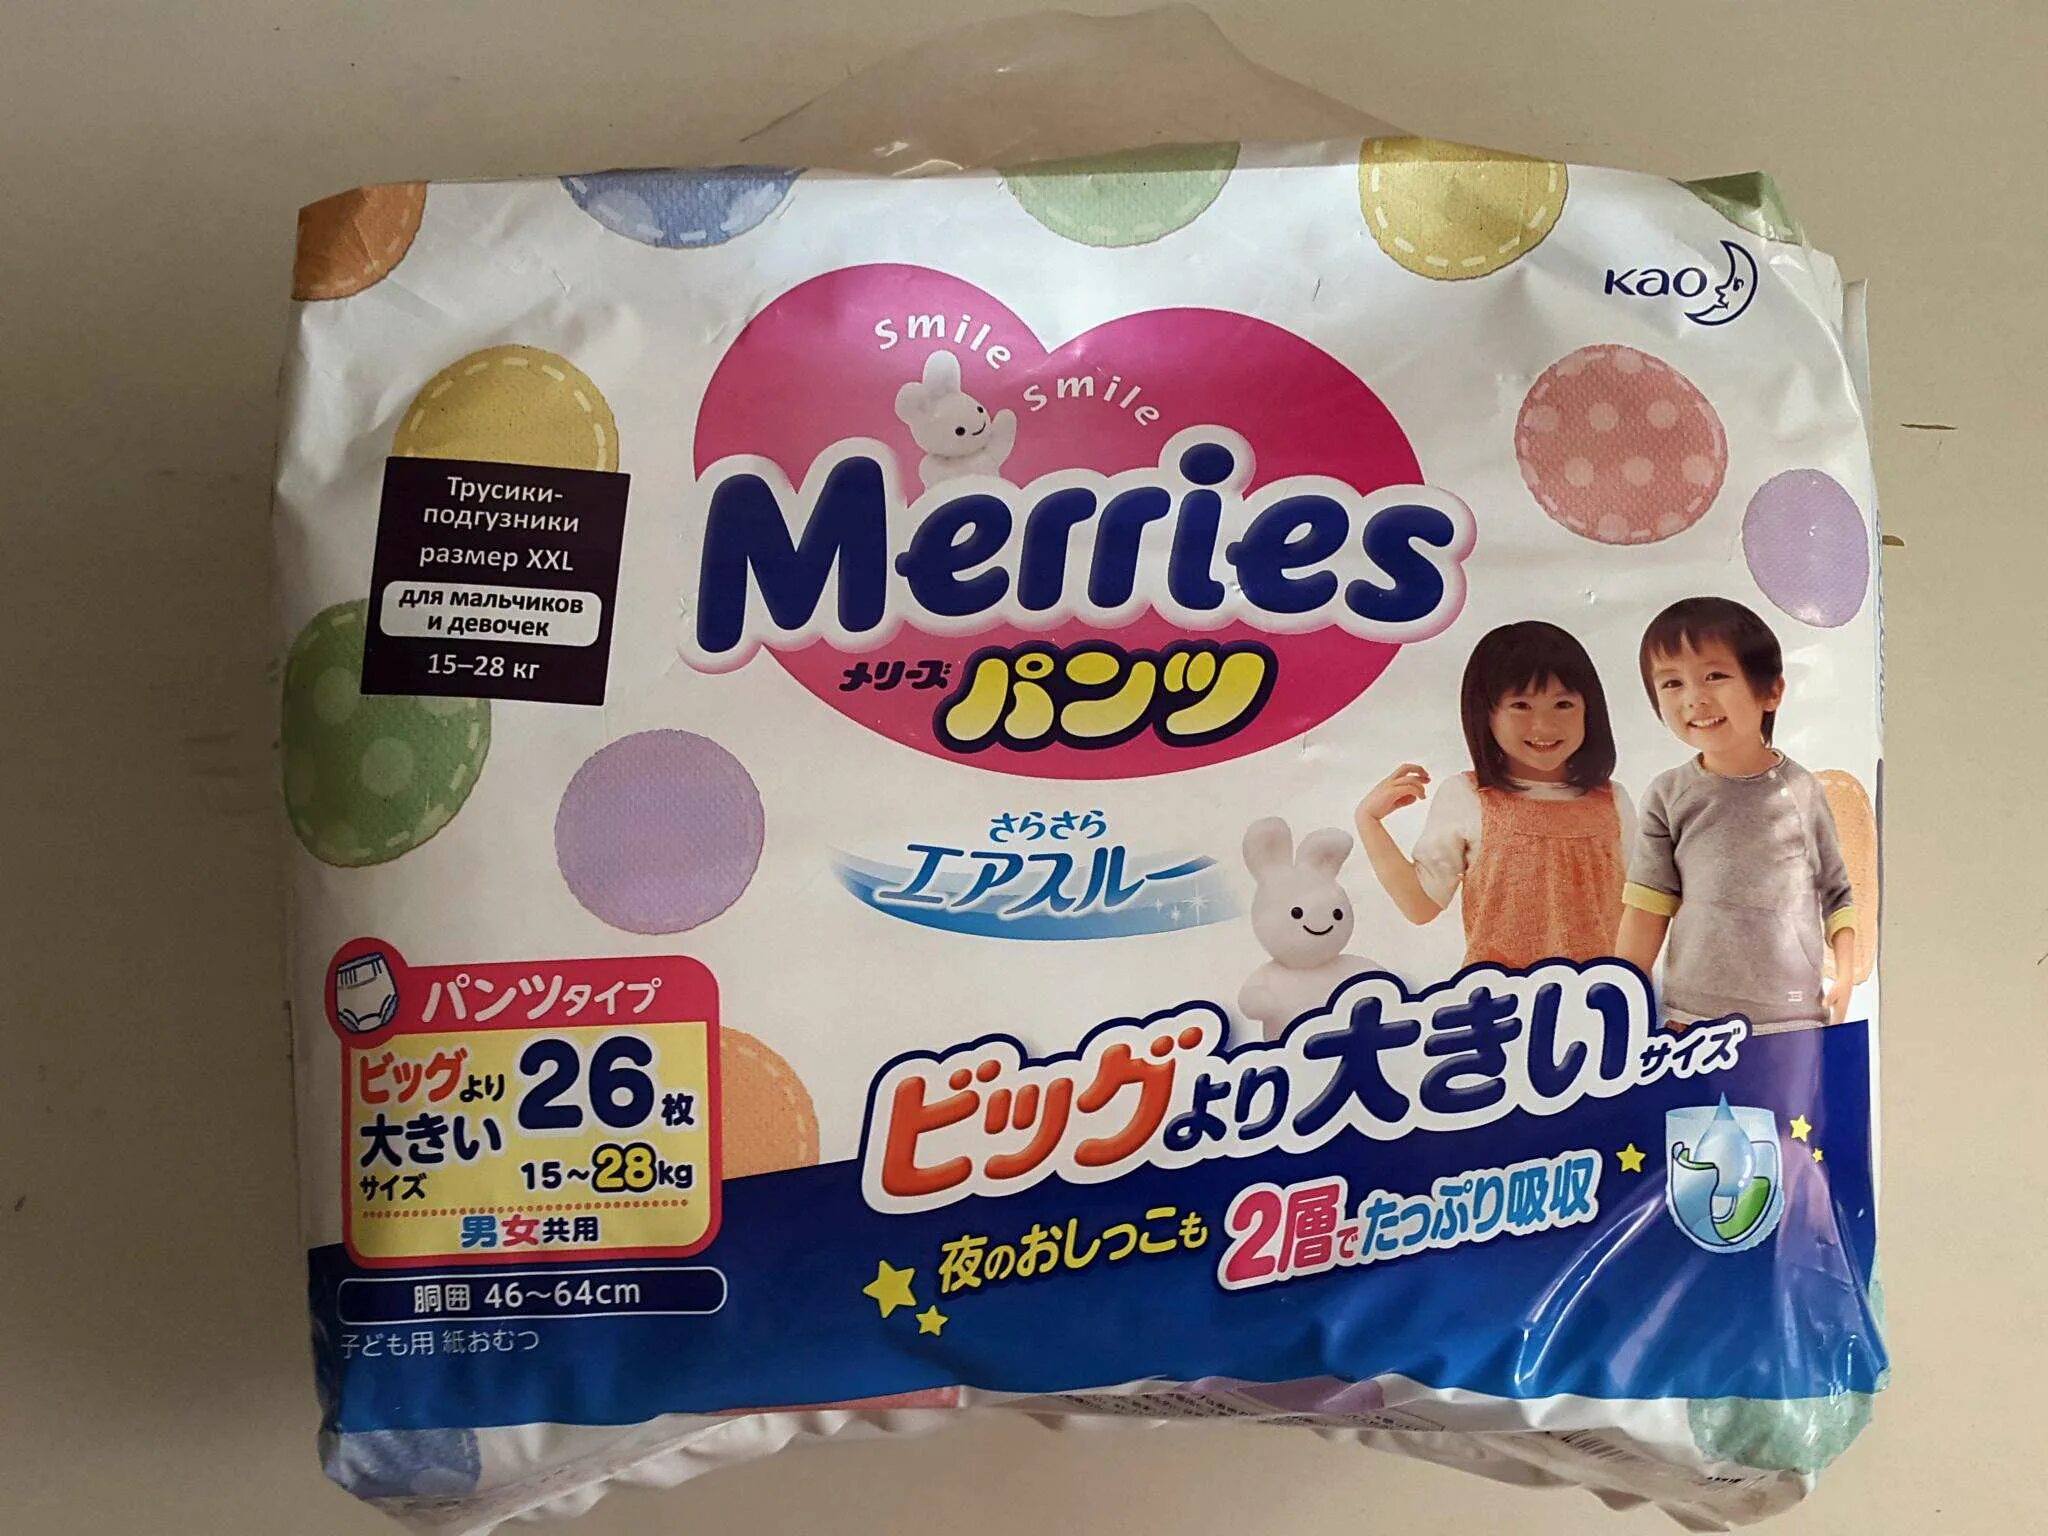 Kao
Smile
Smile
Merries
メリーズ パンツ
Трусики-
подгузники
размер XXL
для мальчиков
и девочек
15–28 кг
さらさら
エアスルー
パンツタイプ
ビッグより
大きい
サイズ
26枚
15~28kg
男女共用
胴囲 46~64cm
子ども用 紙おむつ
ビッグより大きいサイズ
夜のおしっこも 2層でたっぷり吸収